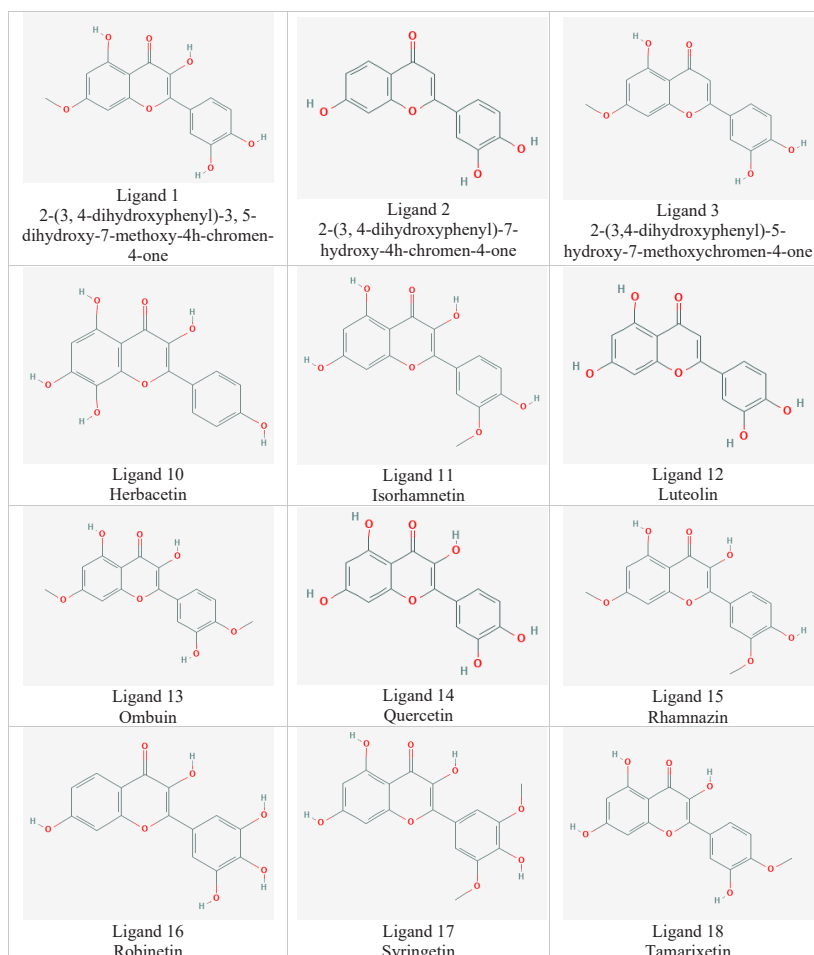 Ligand 1
2-(3, 4-dihydroxyphenyl)-3, 5-
dihydroxy-7-methoxy-4h-chromen-
4-one
Ligand 2
2-(3, 4-dihydroxyphenyl)-7-
hydroxy-4h-chromen-4-one
Ligand 3
2-(3,4-dihydroxyphenyl)-5-
hydroxy-7-methoxychromen-4-one
Ligand 10
Herbacetin
Ligand 11
Isorhamnetin
Ligand 12
Luteolin
Ligand 13
Ombuin
Ligand 14
Quercetin
Ligand 15
Rhamnazin
Ligand 16
Robinetin
Ligand 17
Syringetin
Ligand 18
Tamarixetin